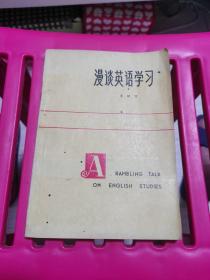 漫谈英语学习
A
RAMBLING TALK
ON ENGLISH STUDIES